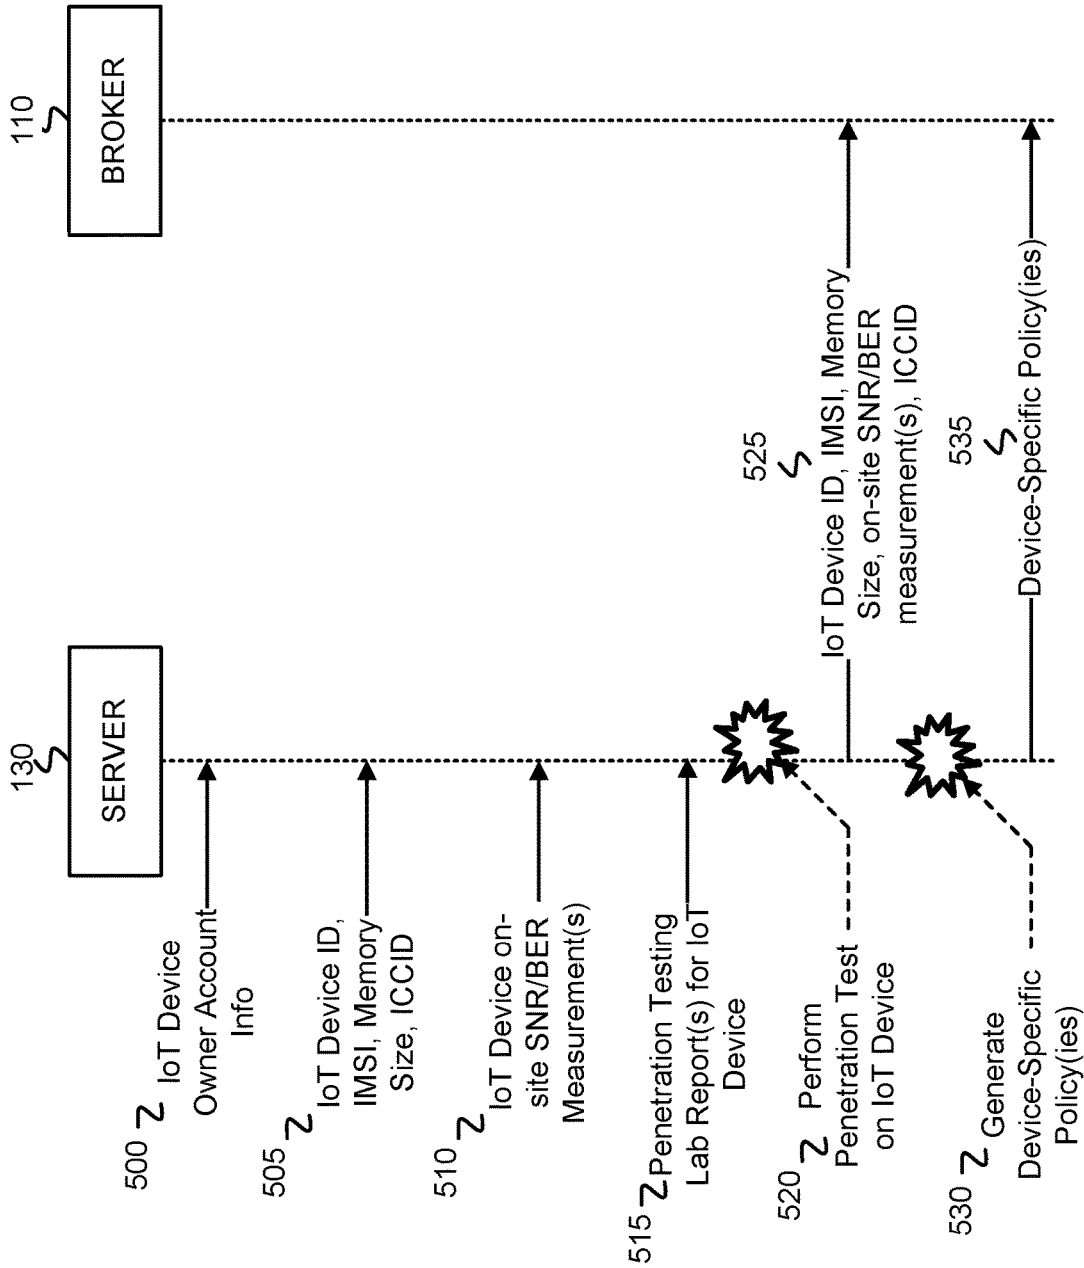 130
SERVER
110
BROKER
500
IoT Device
Owner Account
Info
505
IoT Device ID,
IMSI, Memory
Size, ICCID
510
IoT Device on-
site SNR/BER
Measurement(s)
515
Penetration Testing
Lab Report(s) for IoT
Device
520
Perform
Penetration Test
on IoT Device
525
IoT Device ID, IMSI, Memory
Size, on-site SNR/BER
measurement(s), ICCID
530
Generate
Device-Specific
Policy(ies)
535
Device-Specific Policy(ies)